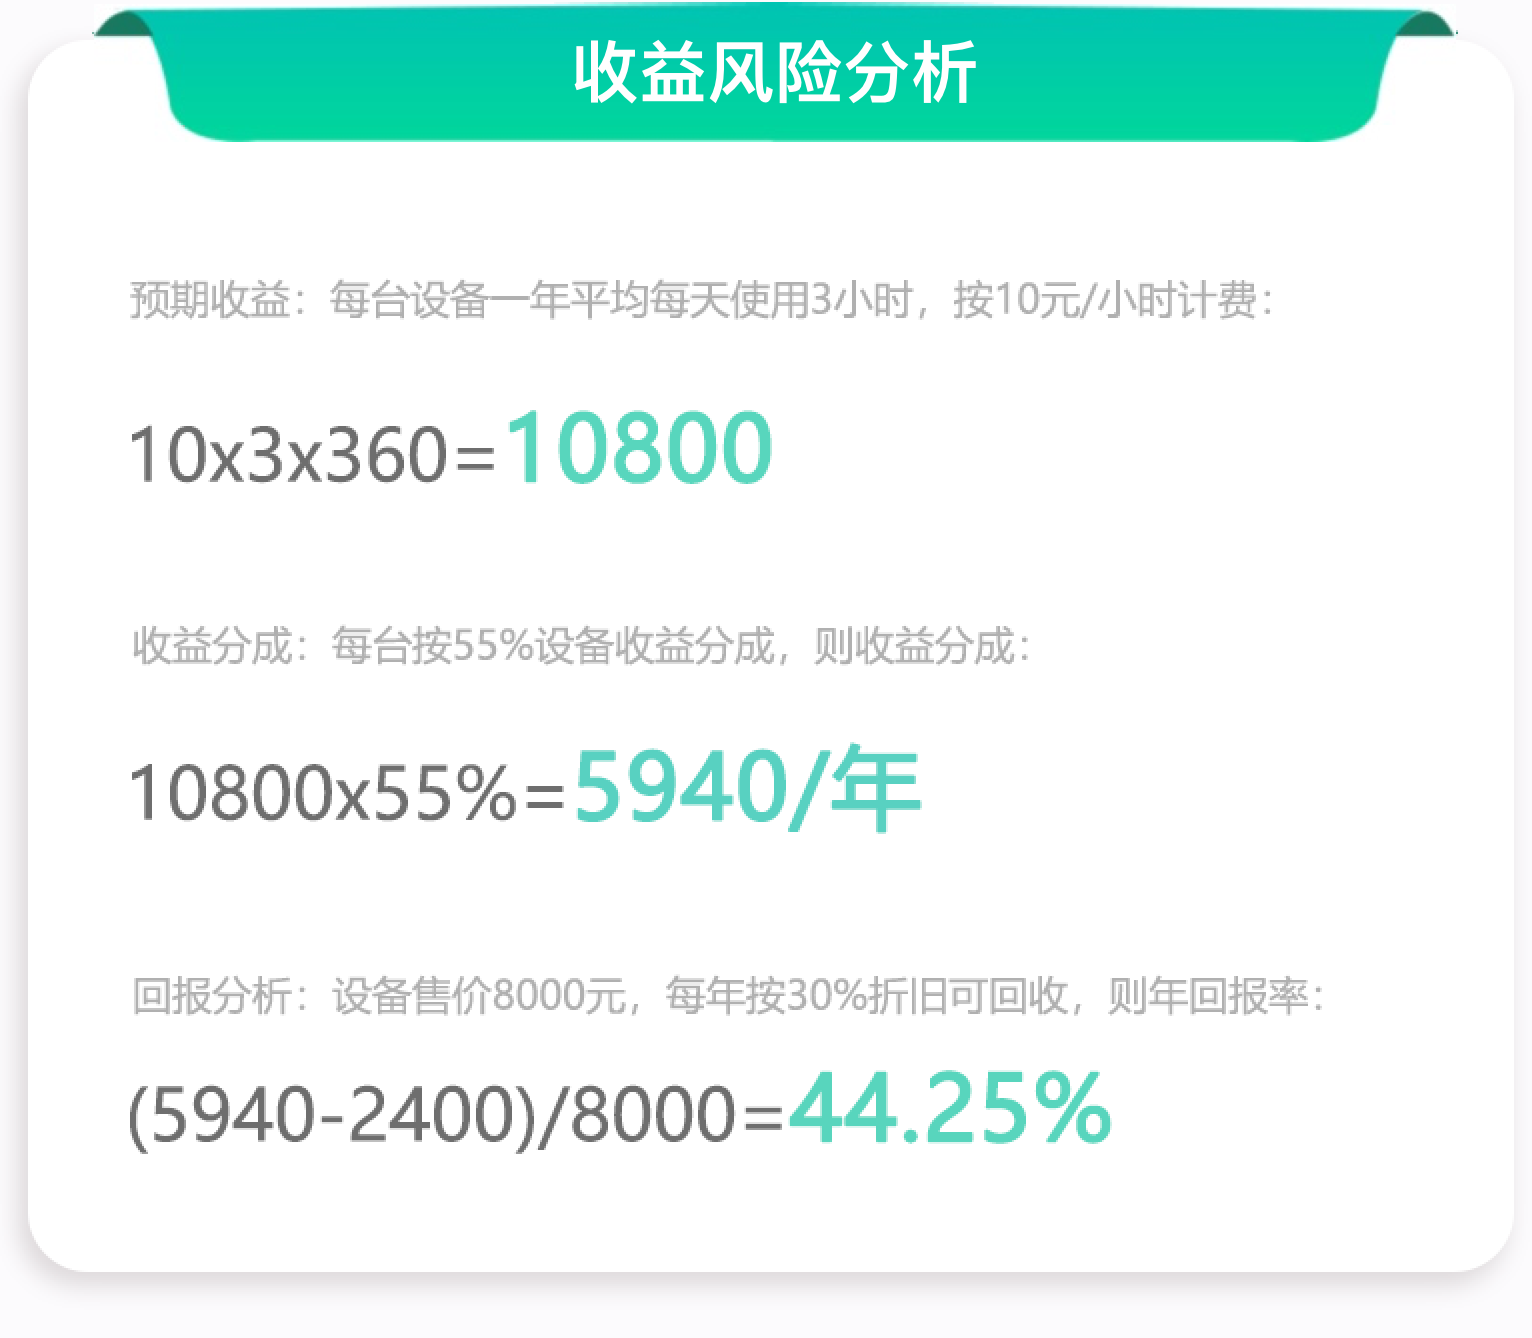 收益风险分析
预期收益：每台设备一年平均每天使用3小时，按10元/小时计费：
10x3x360=10800
收益分成：每台按55%设备收益分成，则收益分成：
10800x55%=5940/年
回报分析：设备售价8000元，每年按30%折旧可回收，则年回报率：
(5940-2400)/8000=44.25%